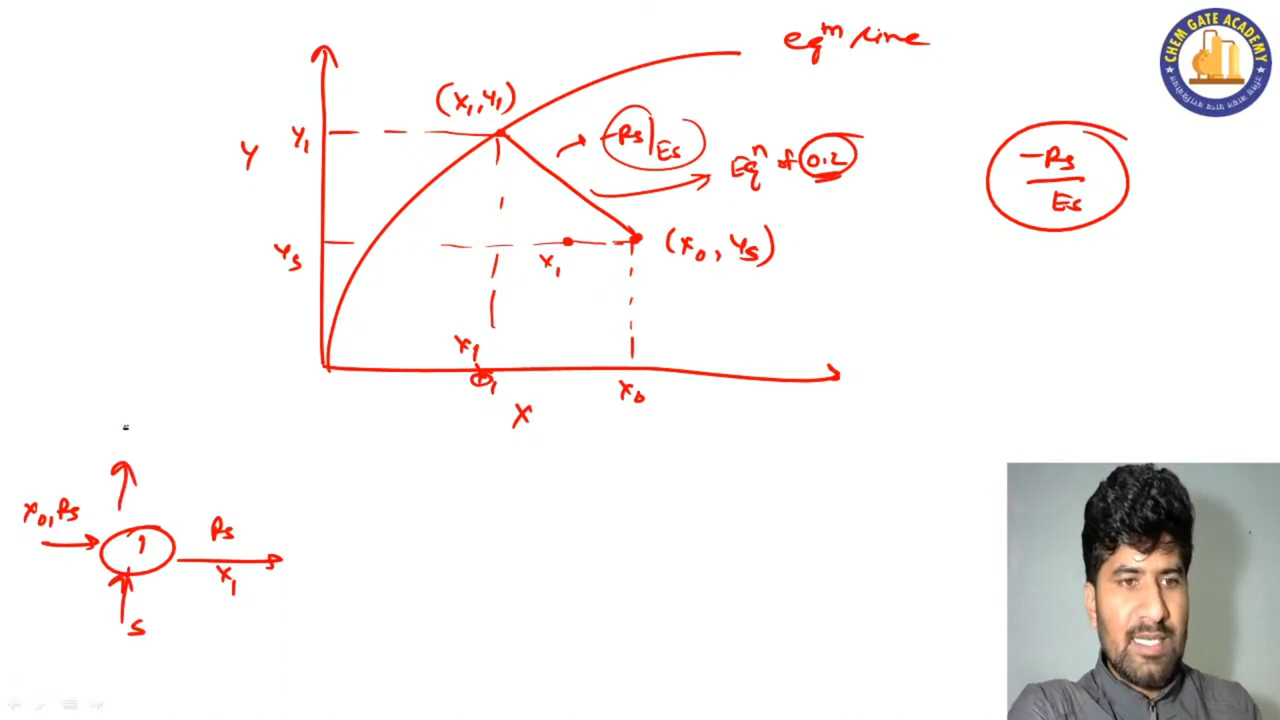 eqᵐ line
(x₁, y₁)
y₁
Y
-Rs/Es
Eqⁿ of 0.2
-Rs
Es
yₛ
x₁
(x₀, yₛ)
x₁
x₀
X
x₀, Rs
1
Rs
x₁
S
CHEM GATE ACADEMY